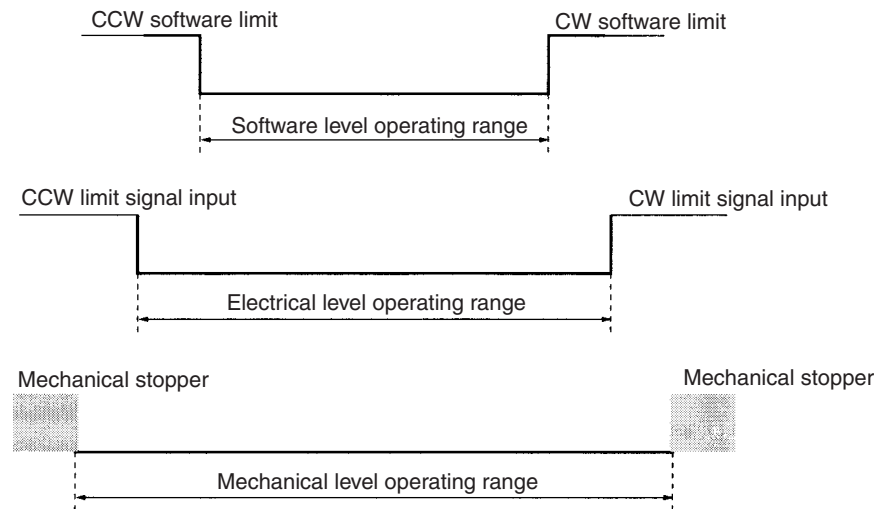 CCW software limit
CW software limit
Software level operating range
CCW limit signal input
CW limit signal input
Electrical level operating range
Mechanical stopper
Mechanical stopper
Mechanical level operating range